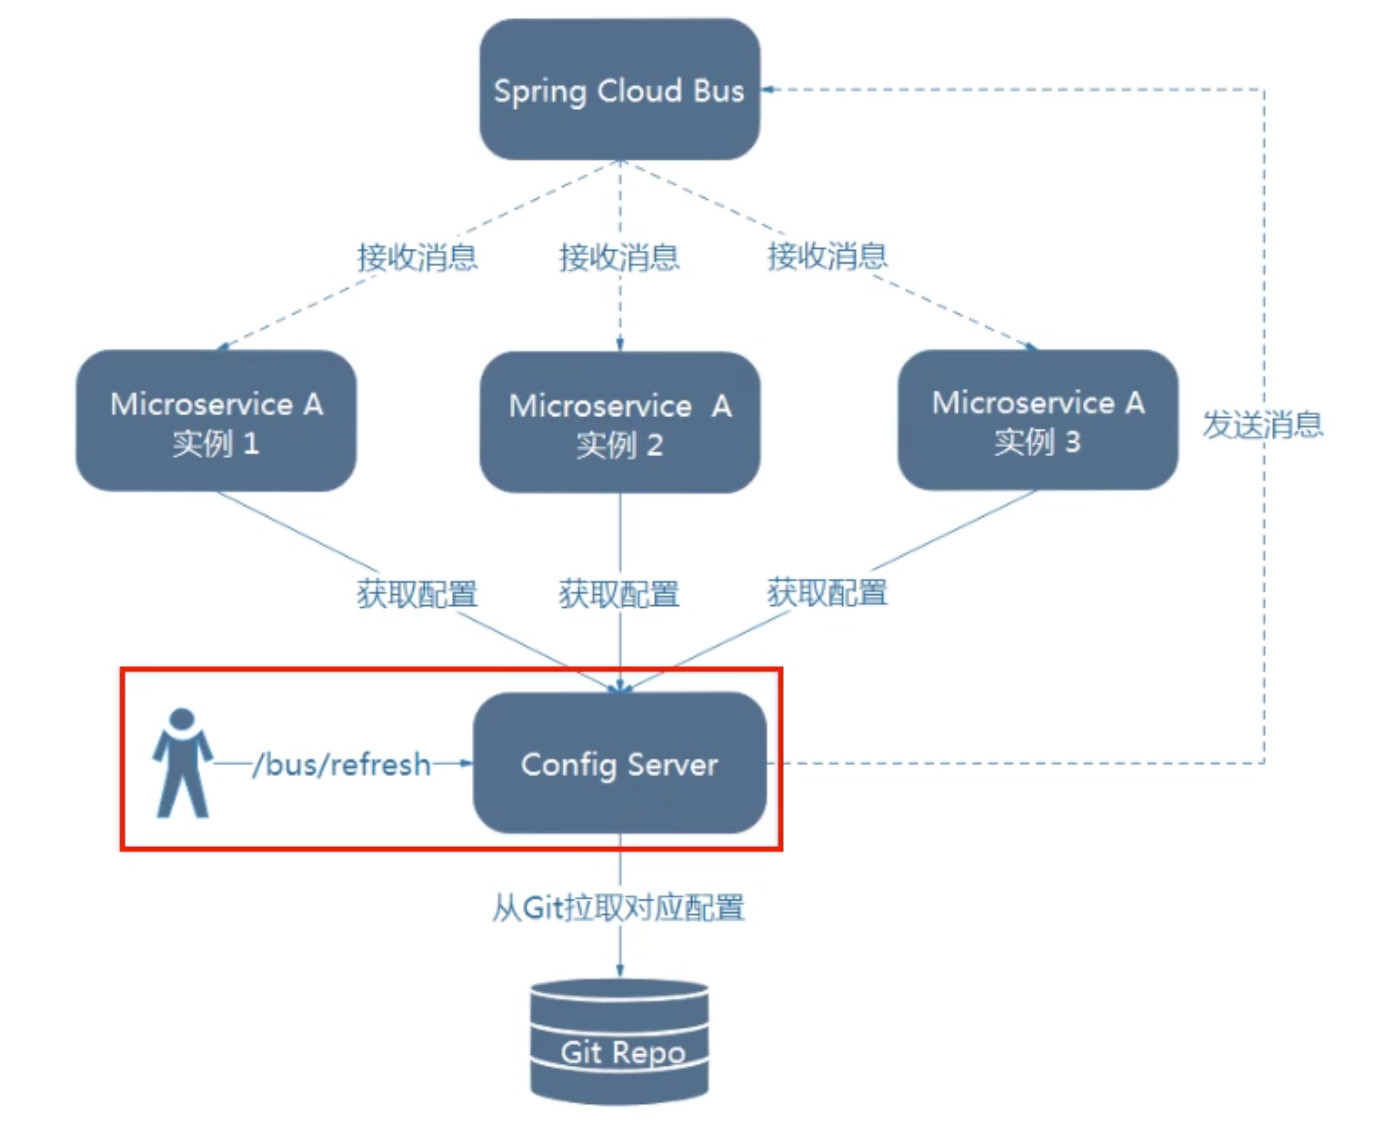 Spring Cloud Bus
接收消息
接收消息
接收消息
Microservice A
实例 1
Microservice A
实例 2
Microservice A
实例 3
发送消息
获取配置
获取配置
获取配置
/bus/refresh
Config Server
从Git拉取对应配置
Git Repo